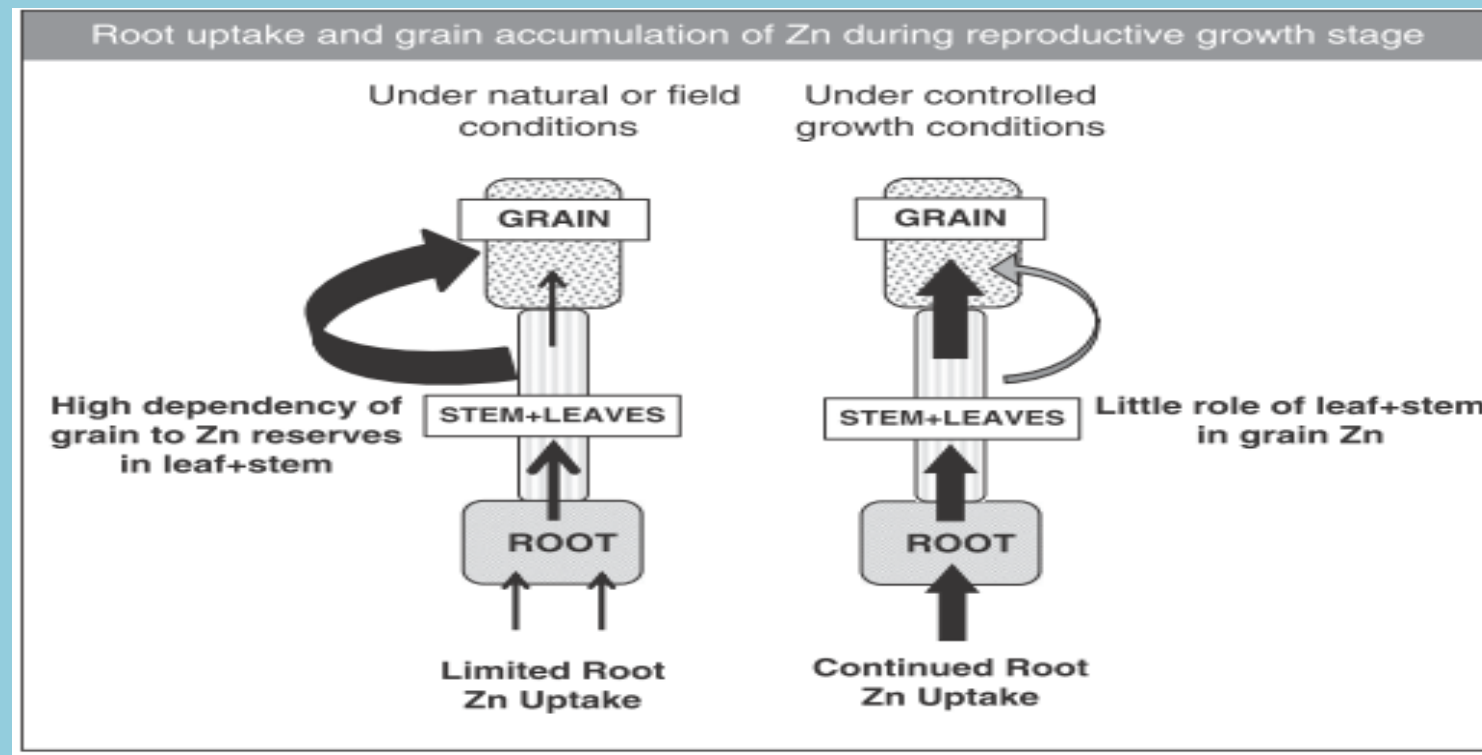 Root uptake and grain accumulation of Zn during reproductive growth stage
Under natural or field
conditions
GRAIN
High dependency of
grain to Zn reserves
in leaf+stem
STEM+LEAVES
ROOT
Limited Root
Zn Uptake
Under controlled
growth conditions
GRAIN
STEM+LEAVES
Little role of leaf+stem
in grain Zn
ROOT
Continued Root
Zn Uptake